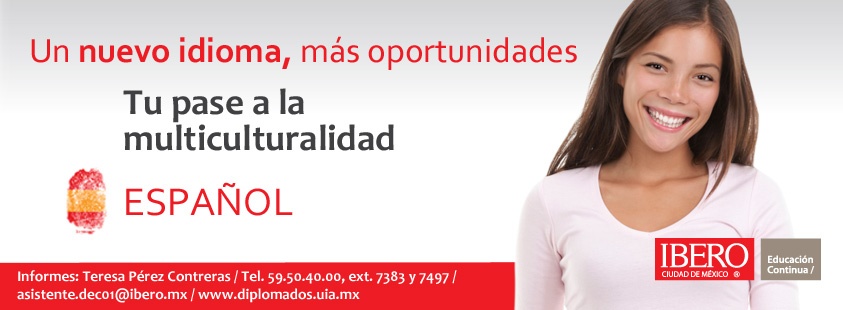 Un nuevo idioma, más oportunidades
Tu pase a la
multiculturalidad
ESPAÑOL
Informes: Teresa Pérez Contreras / Tel. 59.50.40.00, ext. 7383 y 7497 /
asistente.dec01@ibero.mx / www.diplomados.uia.mx
IBERO
CIUDAD DE MÉXICO ®
Educación
Continua /